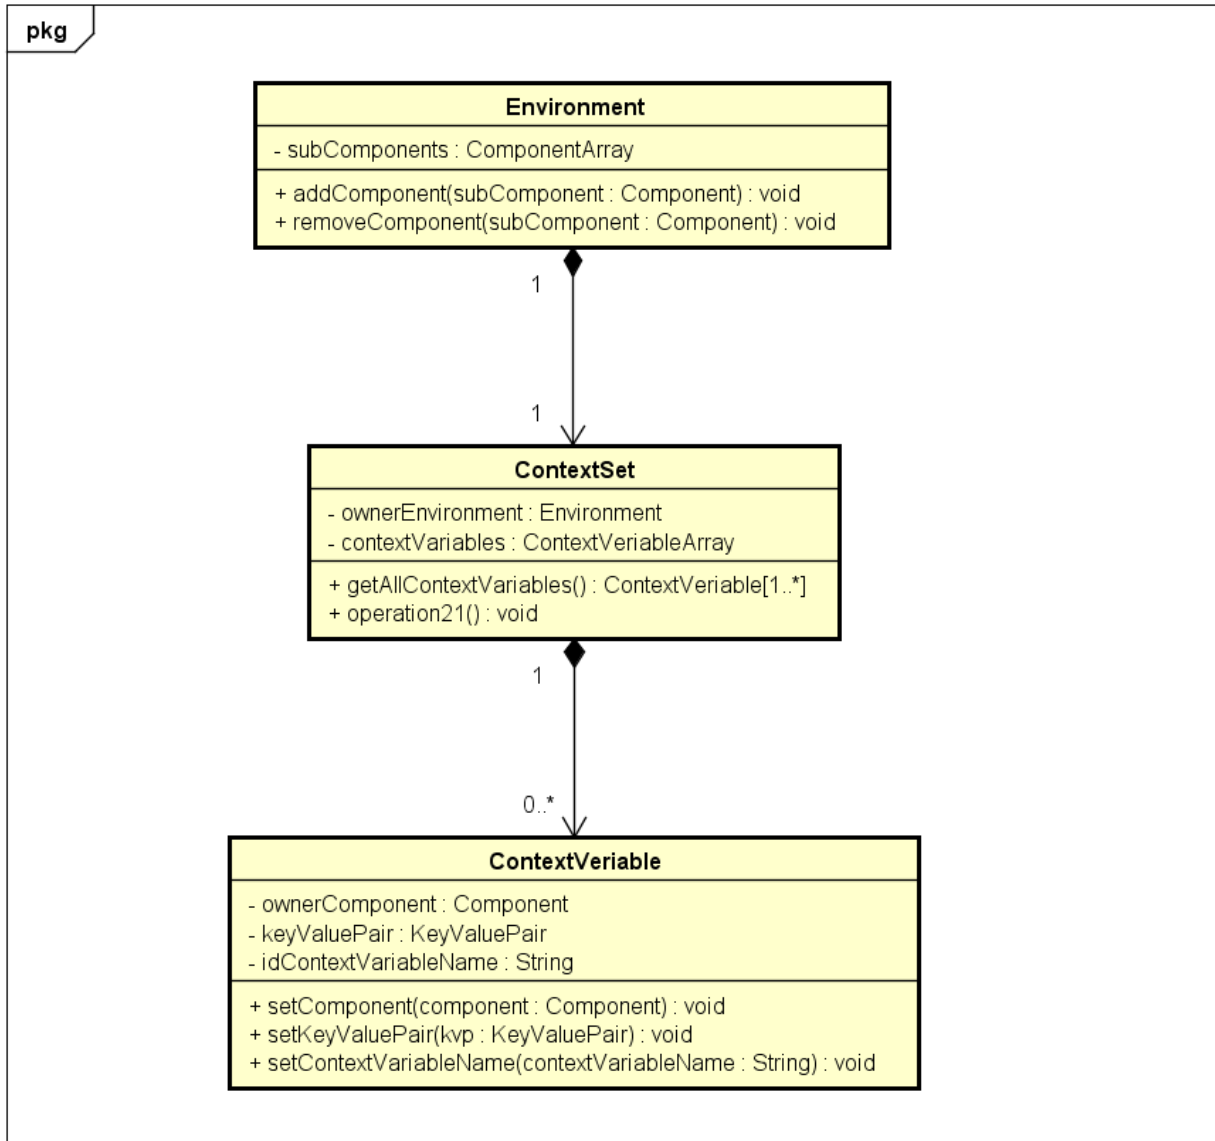 pkg
Environment
- subComponents : ComponentArray
+ addComponent(subComponent : Component) : void
+ removeComponent(subComponent : Component) : void
1
1
ContextSet
- ownerEnvironment : Environment
- contextVariables : ContextVeriableArray
+ getAllContextVariables() : ContextVeriable[1..*]
+ operation21() : void
1
0..*
ContextVeriable
- ownerComponent : Component
- keyValuePair : KeyValuePair
- idContextVariableName : String
+ setComponent(component : Component) : void
+ setKeyValuePair(kvp : KeyValuePair) : void
+ setContextVariableName(contextVariableName : String) : void